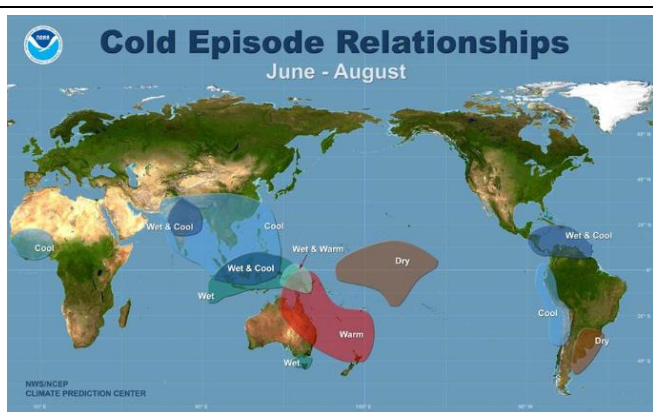 NOAA
Cold Episode Relationships
June - August
Wet & Cool
Cool
Cool
Wet & Cool
Wet & Warm
Wet & Cool
Dry
Wet
Cool
Warm
Dry
Wet
NWS/NCEP
CLIMATE PREDICTION CENTER